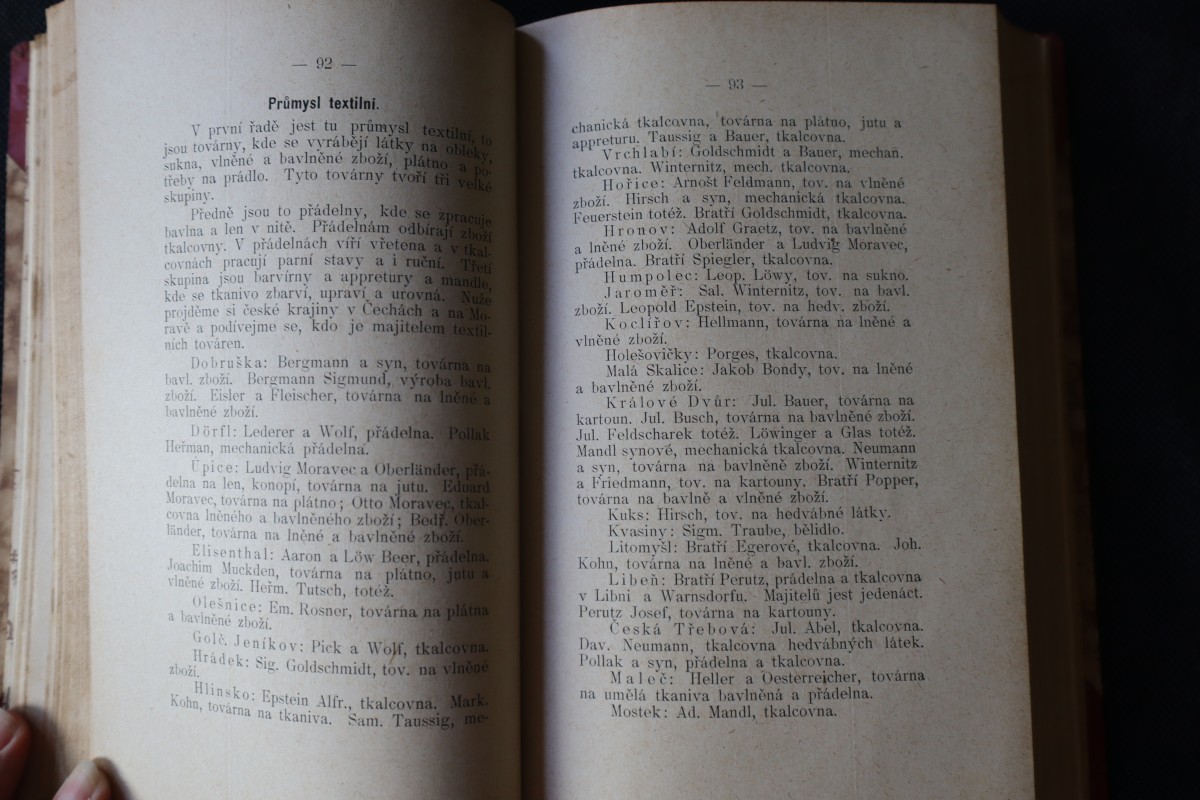 — 92 —
Průmysl textilní.
V první řadě jest tu průmysl textilní, to
jsou továrny, kde se vyrábějí látky na obleky,
sukna, vlněné a bavlněné zboží, plátno a po-
třeby na prádlo. Tyto továrny tvoří tři velké
skupiny.
Předně jsou to přádelny, kde se zpracuje
bavlna a len v nitě. Přádelnám odbírají zboží
tkalcovny. V přádelnách víří vřetena a v tkal-
covnách pracují parní stavy a i ruční. Třetí
skupina jsou barvírny a appretury a mandle,
kde se tkanivo zbarví, upraví a urovná. Nuže
projděme si české krajiny v Čechách a na Mo-
ravě a podívejme se, kdo je majitelem textil-
ních továren.
Dobruška: Bergmann a syn, továrna na
bavl. zboží. Bergmann Sigmund, výroba bavl.
zboží. Eisler a Fleischer, továrna na lněné a
bavlněné zboží.
Dörfl: Lederer a Wolf, přádelna. Pollak
Heřman, mechanická přádelna.
Úpice: Ludvig Moravec a Oberländer, přá-
delna na len, konopí, továrna na jutu. Eduard
Moravec, továrna na plátno; Otto Moravec, tkal-
covna lněného a bavlněného zboží; Bedř. Ober-
länder, továrna na lněné a bavlněné zboží.
Elisenthal: Aaron a Löw Beer, přádelna.
Joachim Muckden, továrna na plátno, jutu a
vlněné zboží. Heřm. Tutsch, totéž.
Olešnice: Em. Rosner, továrna na plátna
a bavlněné zboží.
Golč. Jeníkov: Pick a Wolf, tkalcovna.
Hrádek: Sig. Goldschmidt, tov. na vlněné
zboží.
Hlinsko: Epstein Alfr., tkalcovna. Mark.
Kohn, továrna na tkaniva. Sam. Taussig, me-
— 93 —
chanická tkalcovna, továrna na plátno, jutu a
appreturu. Taussig a Bauer, tkalcovna.
Vrchlabí: Goldschmidt a Bauer, mechan.
tkalcovna. Winternitz, mech. tkalcovna.
Hořice: Arnošt Feldmann, tov. na vlněné
zboží. Hirsch a syn, mechanická tkalcovna.
Feuerstein totéž. Bratří Goldschmidt, tkalcovna.
Hronov: Adolf Graetz, tov. na bavlněné
a lněné zboží. Oberländer a Ludvig Moravec,
přádelna. Bratří Spiegler, tkalcovna.
Humpolec: Leop. Löwy, tov. na sukno.
Jaroměř: Sal. Winternitz, tov. na bavl.
zboží. Leopold Epstein, tov. na hedv. zboží.
Koclířov: Hellmann, továrna na lněné a
vlněné zboží.
Holešovičky: Porges, tkalcovna.
Malá Skalice: Jakob Bondy, tov. na lněné
a bavlněné zboží.
Králové Dvůr: Jul. Bauer, továrna na
kartoun. Jul. Busch, továrna na bavlněné zboží.
Jul. Feldscharek totéž. Löwinger a Glas totéž.
Mandl synové, mechanická tkalcovna. Neumann
a syn, továrna na bavlněně zboží. Winternitz
a Friedmann, tov. na kartouny. Bratří Popper,
továrna na bavlně a vlněné zboží.
Kuks: Hirsch, tov. na hedvábné látky.
Kvasiny: Sigm. Traube, bělidlo.
Litomyšl: Bratří Egerové, tkalcovna. Joh.
Kohn, továrna na lněné a bavl. zboží.
Libeň: Bratří Perutz, prádelna a tkalcovna
v Libni a Warnsdorfu. Majitelů jest jedenáct.
Perutz Josef, továrna na kartouny.
Česká Třebová: Jul. Abel, tkalcovna.
Dav. Neumann, tkalcovna hedvábných látek.
Pollak a syn, přádelna a tkalcovna.
Maleč: Heller a Oesterreicher, továrna
na umělá tkaniva bavlněná a přádelna.
Mostek: Ad. Mandl, tkalcovna.